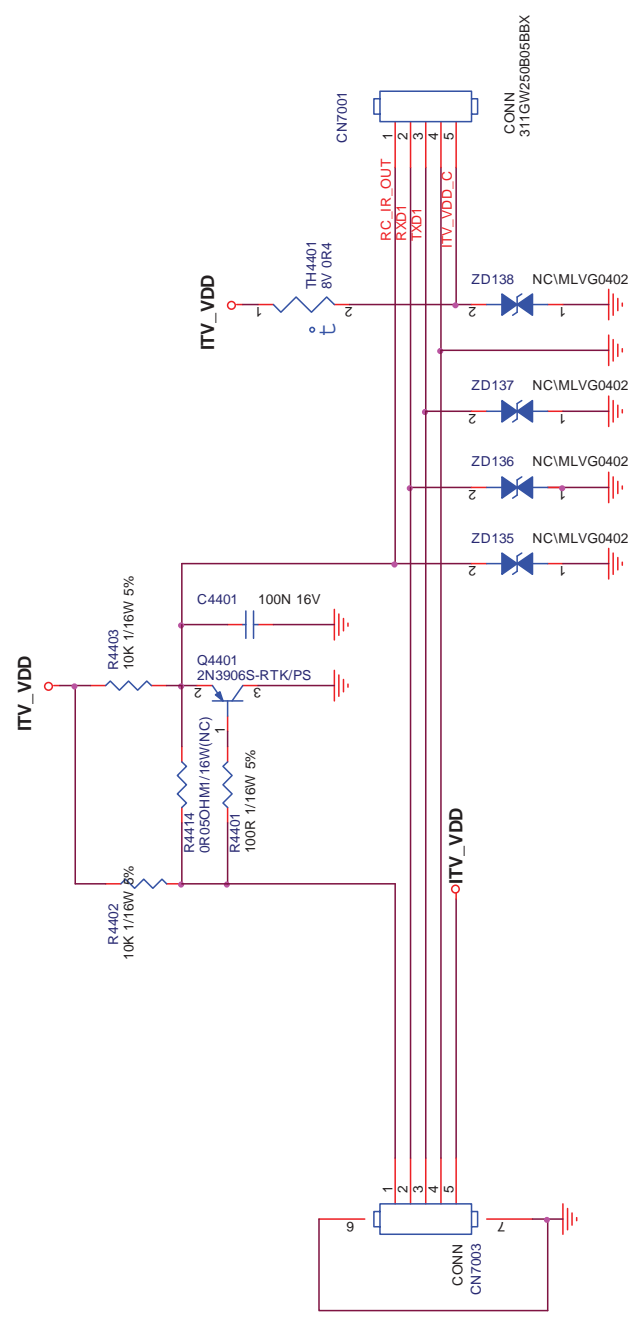 CN7001
CONN
311GW250B05BBX
1
2
3
4
5
RC_IR_OUT
RXD1
TXD1
ITV_VDD_C
ITV_VDD
1
TH4401
8V 0R4
2
t°
ZD138 NC\MLVG0402
2
1
ZD137 NC\MLVG0402
2
1
ZD136 NC\MLVG0402
2
1
ZD135 NC\MLVG0402
2
1
C4401 100N 16V
ITV_VDD
R4403
10K 1/16W 5%
Q4401
2N3906S-RTK/PS
2
3
1
R4414
0R05OHM1/16W(NC)
R4401
100R 1/16W 5%
R4402
10K 1/16W 5%
ITV_VDD
1
2
3
4
5
6
7
CONN
CN7003